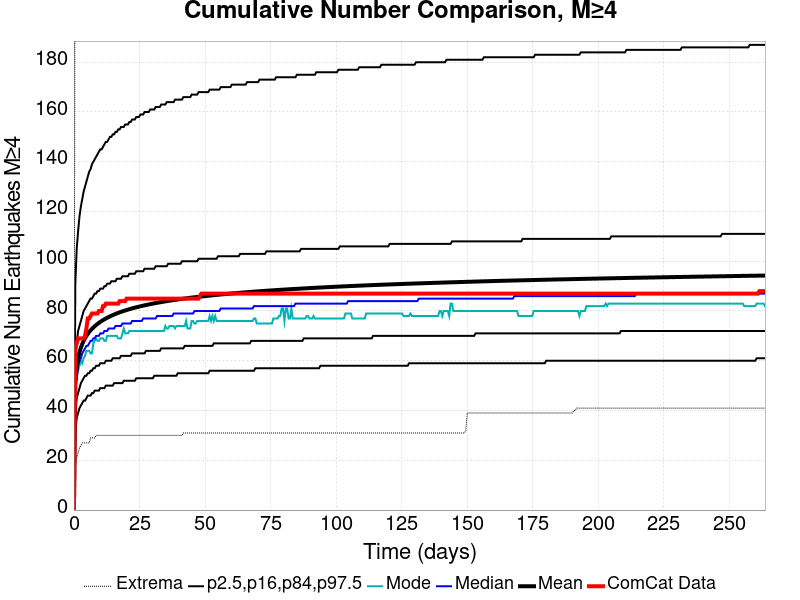 Cumulative Number Comparison, M≥4
Cumulative Num Earthquakes M≥4
180
160
140
120
100
80
60
40
20
0
0 25 50 75 100 125 150 175 200 225 250
Time (days)
Extrema p2.5,p16,p84,p97.5 Mode Median Mean ComCat Data